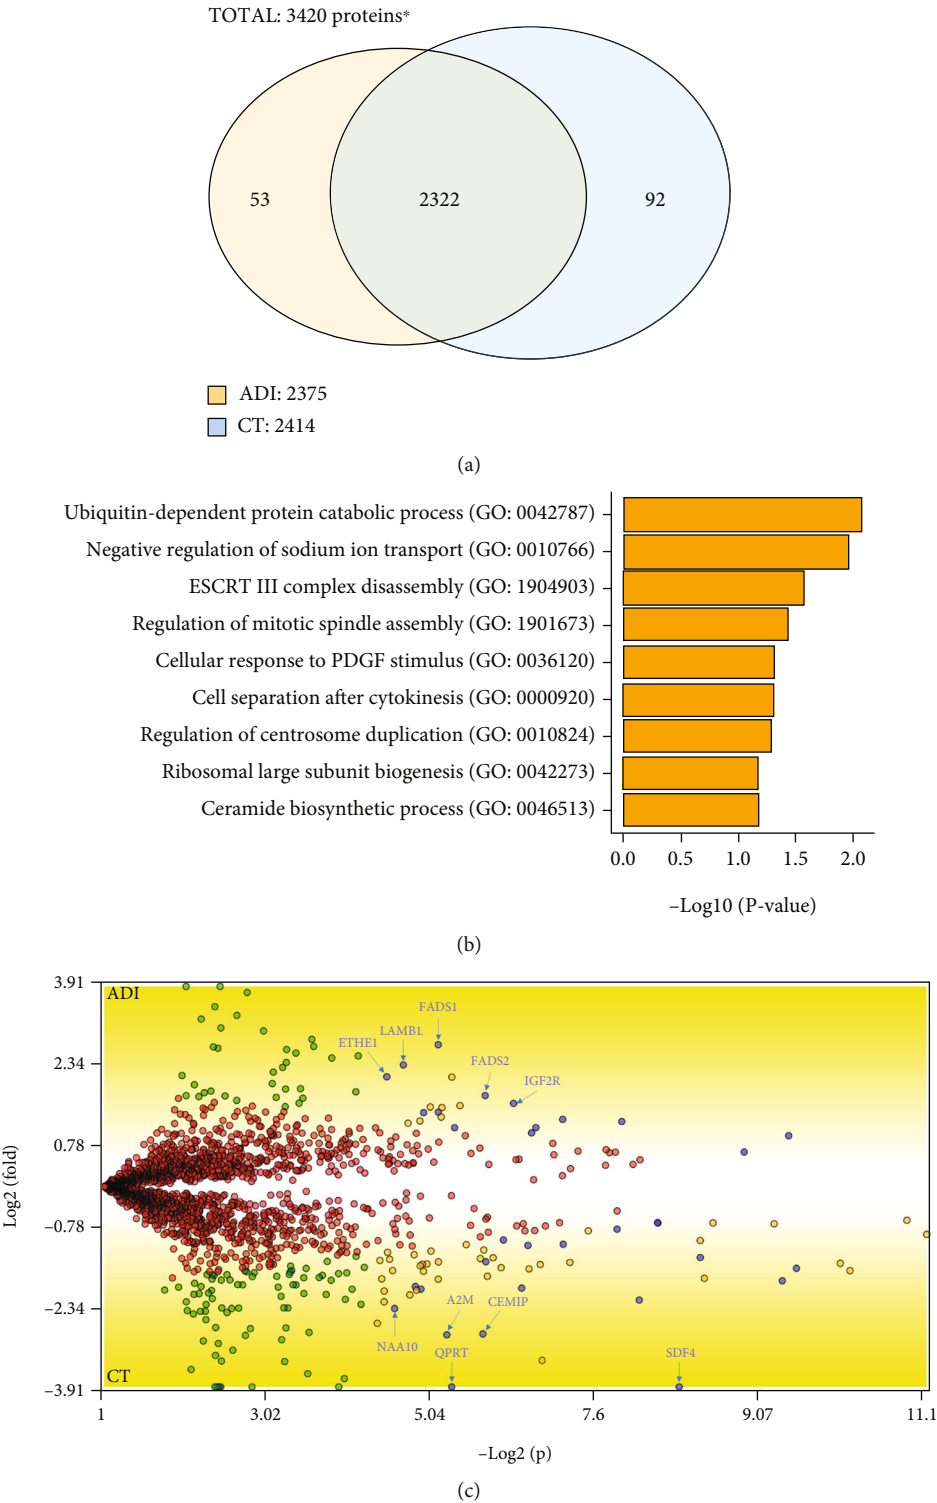 TOTAL: 3420 proteins*
53
2322
92
ADI: 2375
CT: 2414
(a)
Ubiquitin-dependent protein catabolic process (GO: 0042787)
Negative regulation of sodium ion transport (GO: 0010766)
ESCRT III complex disassembly (GO: 1904903)
Regulation of mitotic spindle assembly (GO: 1901673)
Cellular response to PDGF stimulus (GO: 0036120)
Cell separation after cytokinesis (GO: 0000920)
Regulation of centrosome duplication (GO: 0010824)
Ribosomal large subunit biogenesis (GO: 0042273)
Ceramide biosynthetic process (GO: 0046513)
0.0 0.5 1.0 1.5 2.0
–Log10 (P-value)
(b)
3.91
ADI
FADS1
LAMB1
ETHE1
2.34
FADS2
IGF2R
0.78
Log2 (fold)
–0.78
–2.34
A2M
CEMIP
NAA10
QPRT
SDF4
CT
–3.91
1 3.02 5.04 7.6 9.07 11.1
–Log2 (p)
(c)